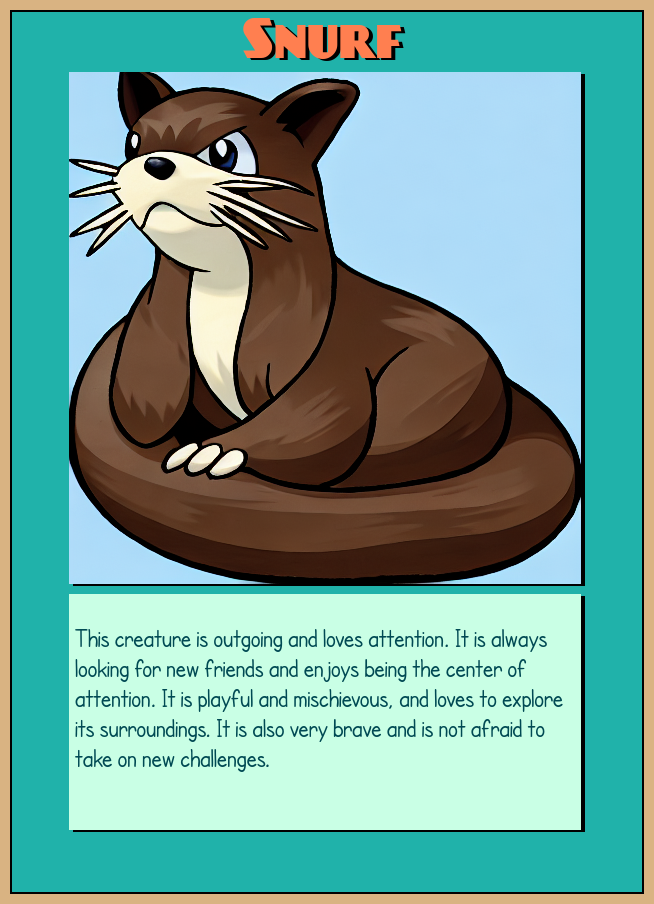 Snurf
This creature is outgoing and loves attention. It is always
looking for new friends and enjoys being the center of
attention. It is playful and mischievous, and loves to explore
its surroundings. It is also very brave and is not afraid to
take on new challenges.